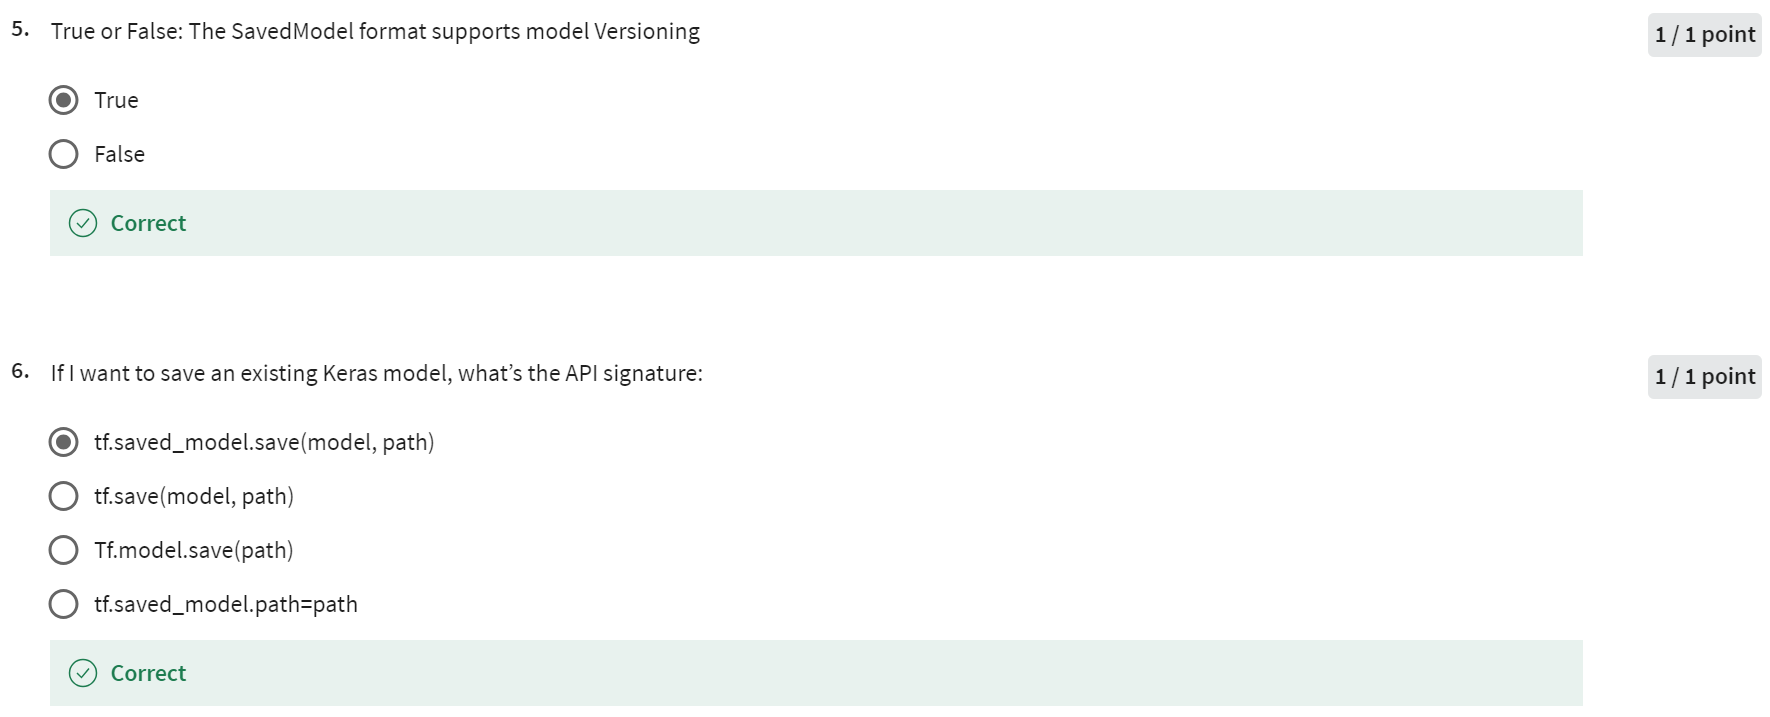 5. True or False: The SavedModel format supports model Versioning
1 / 1 point
True
False
Correct
6. If I want to save an existing Keras model, what’s the API signature:
1 / 1 point
tf.saved_model.save(model, path)
tf.save(model, path)
Tf.model.save(path)
tf.saved_model.path=path
Correct